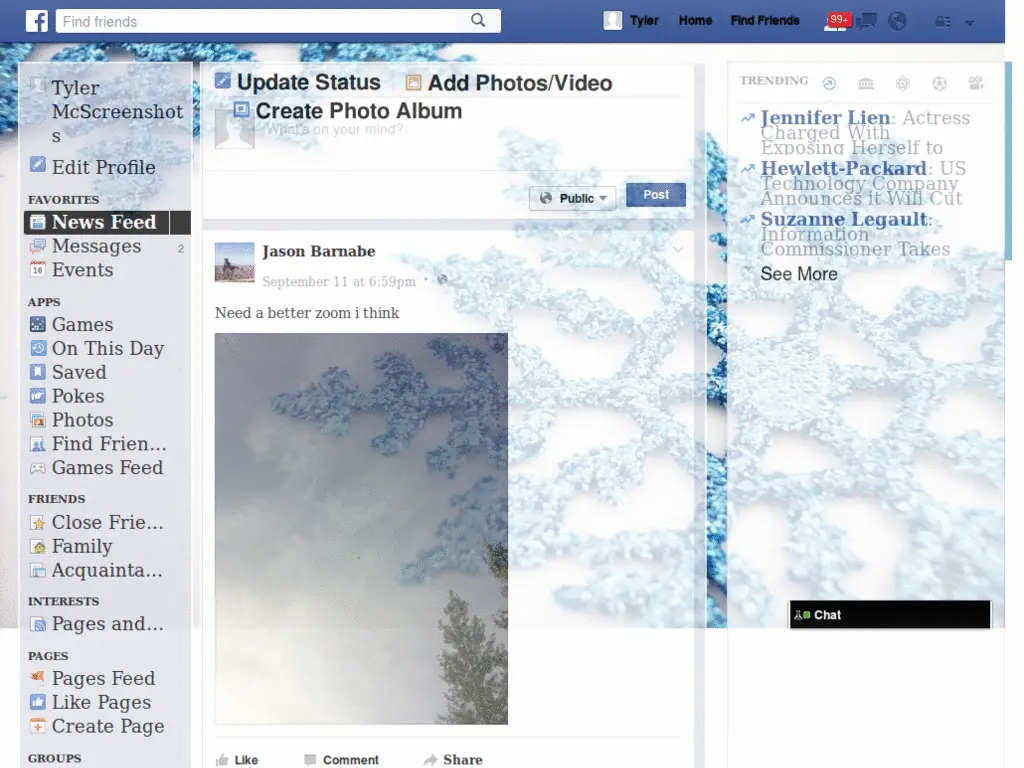 Find friends
Tyler
Home
Find Friends
99+
Tyler
McScreenshot
s
Edit Profile
FAVORITES
News Feed
Messages 2
16 Events
APPS
Games
On This Day
Saved
Pokes
Photos
Find Frien...
Games Feed
FRIENDS
Close Frie...
Family
Acquainta...
INTERESTS
Pages and...
PAGES
Pages Feed
Like Pages
Create Page
GROUPS
Update Status
Add Photos/Video
Create Photo Album
What's on your mind?
Public
Post
Jason Barnabe
September 11 at 6:59pm ·
Need a better zoom i think
Like
Comment
Share
TRENDING
Jennifer Lien: Actress
Charged With
Exposing Herself to
Hewlett-Packard: US
Technology Company
Announces it Will Cut
Suzanne Legault:
Information
Commissioner Takes
See More
Chat